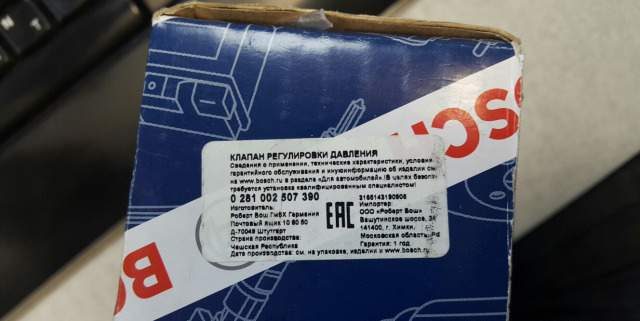 BOSCH
КЛАПАН РЕГУЛИРОВКИ ДАВЛЕНИЯ
Сведения о применении, технические характеристики, условия
гарантийного обслуживания и иную информацию об изделии см
на www.bosch.ru в разделе «Для автомобилей» (В целях безопас
требуется установка квалифицированным специалистом)
0 281 002 507 390 3165143190608
Изготовитель: Импортер
Роберт Бош ГмбХ Германия ООО «Роберт Бош»
Почтовый ящик 10 60 50 Вашутинское шоссе, 24
Д-70049 Штутгарт 141400, г. Химки,
Страна производства: Московская область, РФ
Чешская Республика Гарантия: 1 год
Дата производства: см. на упаковке, изделии и www.bosch.ru
EAC
BO